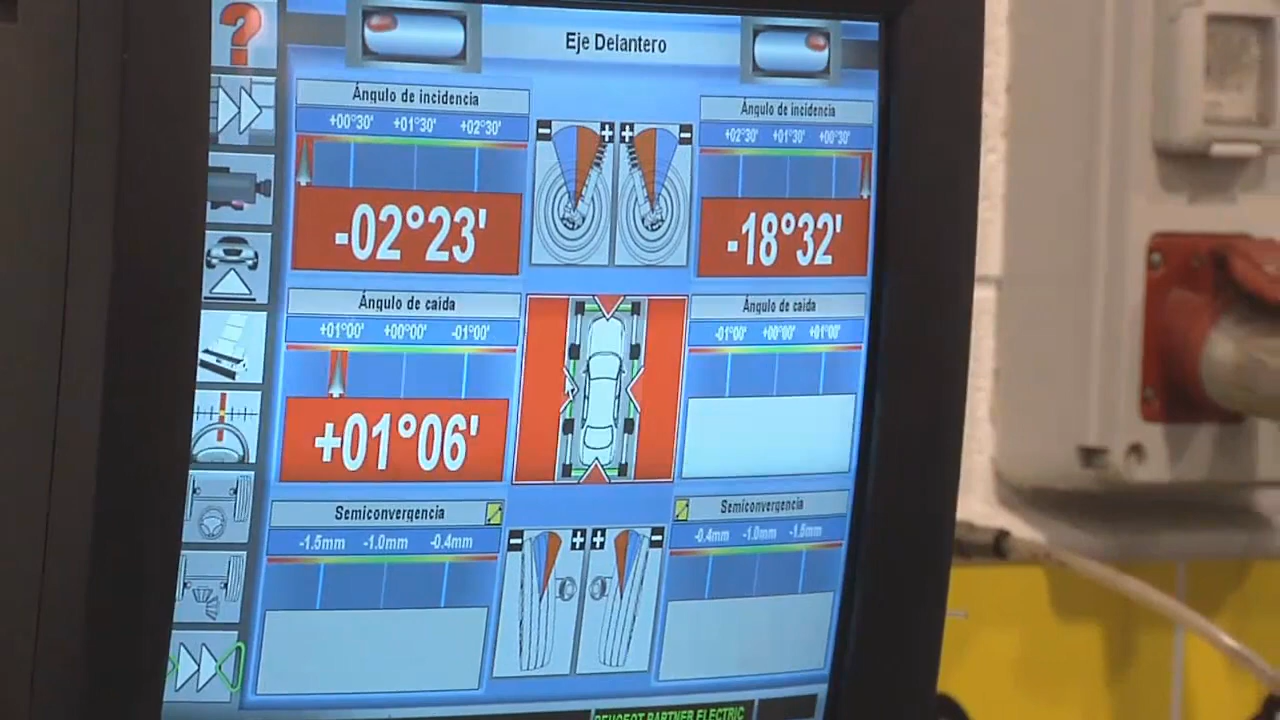 Eje Delantero
Ángulo de incidencia
+00°30' +01°30' +02°30'
-02°23'
Ángulo de incidencia
+02°30' +01°30' +00°30'
-18°32'
Ángulo de caída
+01°00' +00°00' -01°00'
+01°06'
Ángulo de caída
-01°00' +00°00' +01°00'
Semiconvergencia
-1.5mm -1.0mm -0.4mm
Semiconvergencia
-0.4mm -1.0mm -1.5mm
PEUGEOT PARTNER ELECTRIC